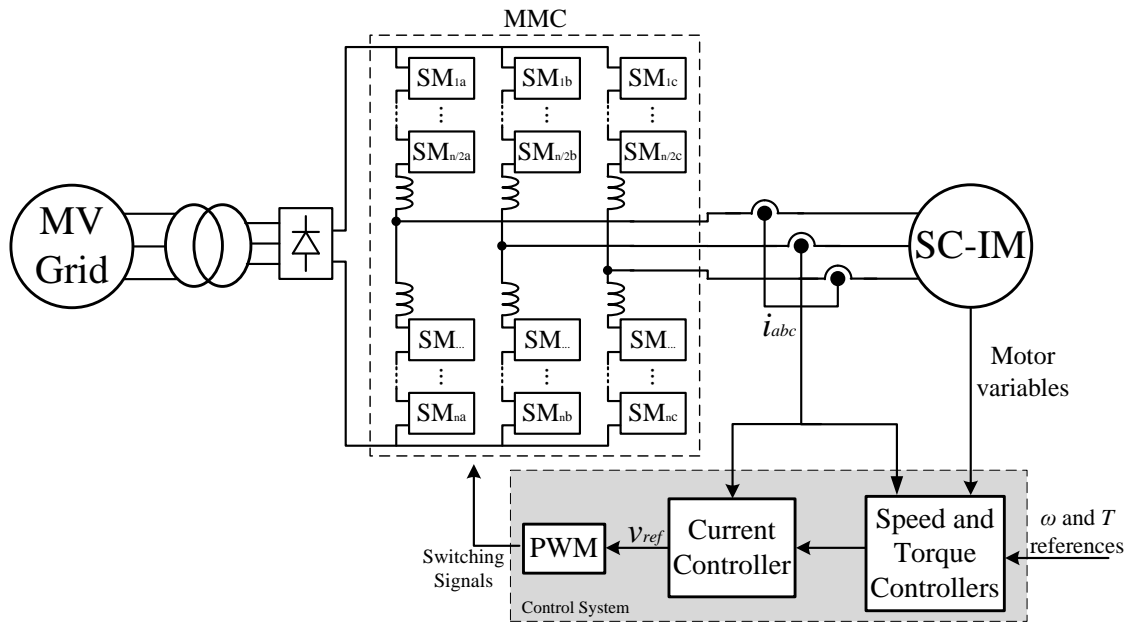 MMC
SM1a SM1b SM1c
⋮ ⋮ ⋮
SMn/2a SMn/2b SMn/2c
MV
Grid
SC-IM
iabc
SM... SM... SM...
⋮ ⋮ ⋮
SMna SMnb SMnc
Motor
variables
Switching
Signals
PWM
vref
Current
Controller
Speed and
Torque
Controllers
ω and T
references
Control System